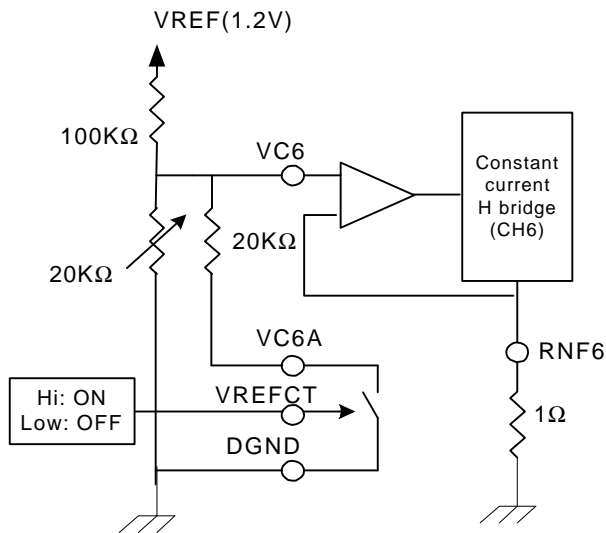 VREF(1.2V)
100KΩ
VC6
Constant
current
H bridge
(CH6)
20KΩ
20KΩ
VC6A
RNF6
VREFCT
Hi: ON
Low: OFF
1Ω
DGND